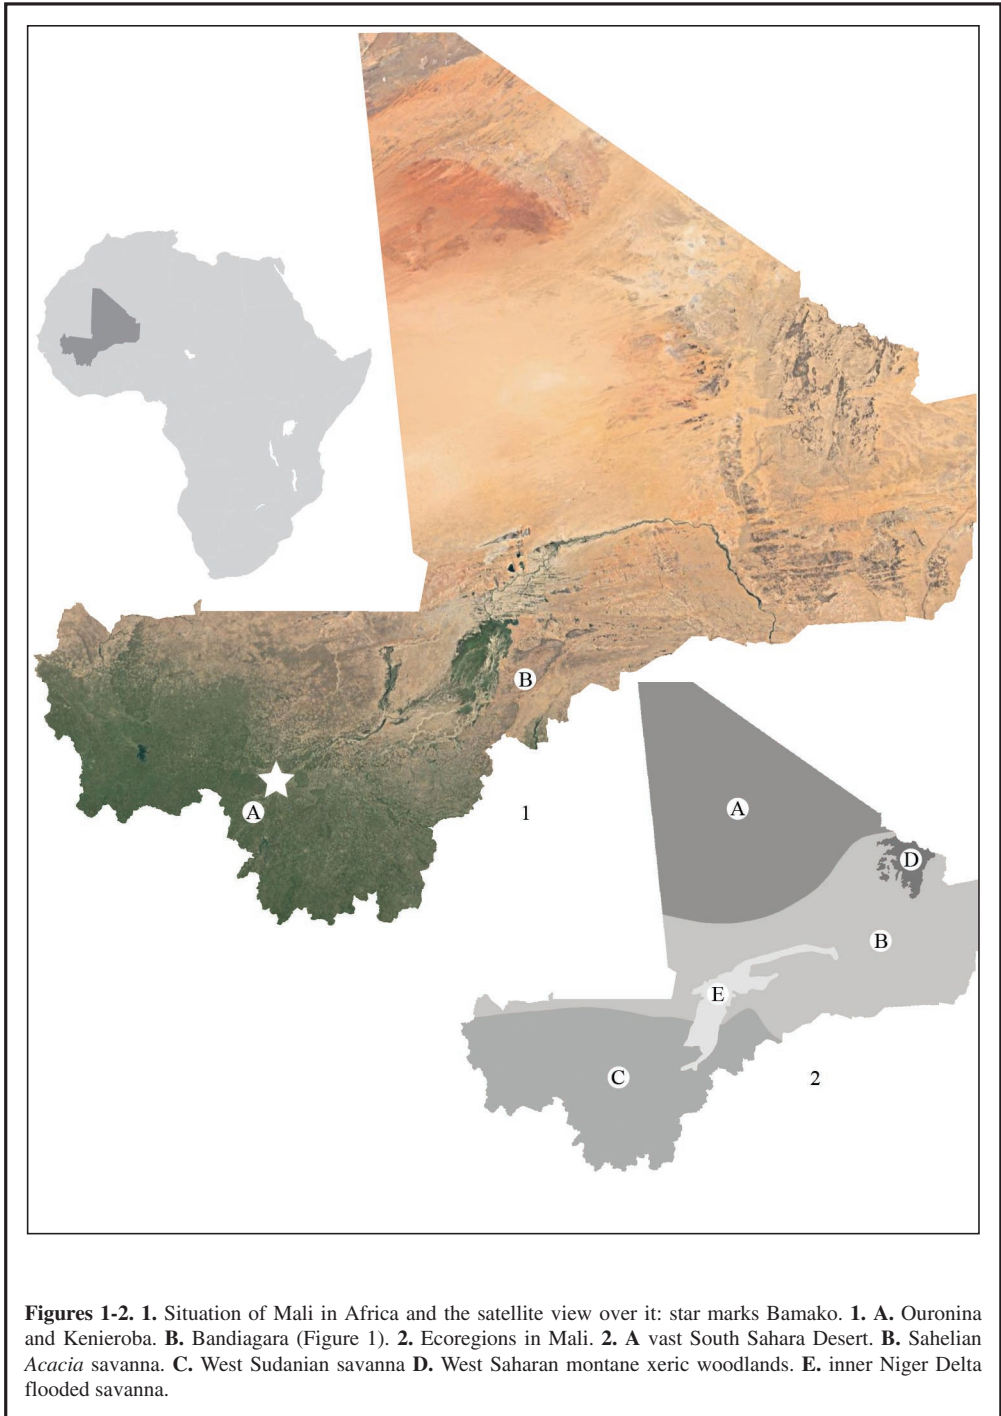 B
A
1
A
D
B
E
C
2
Figures 1-2. 1. Situation of Mali in Africa and the satellite view over it: star marks Bamako. 1. A. Ouronina
and Kenieroba. B. Bandiagara (Figure 1). 2. Ecoregions in Mali. 2. A vast South Sahara Desert. B. Sahelian
Acacia savanna. C. West Sudanian savanna D. West Saharan montane xeric woodlands. E. inner Niger Delta
flooded savanna.